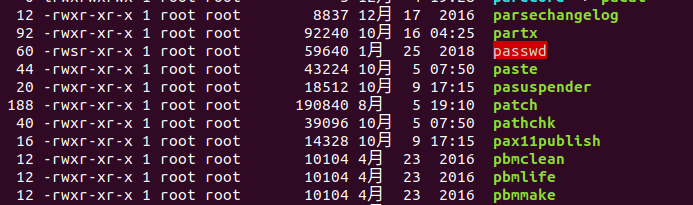 12 -rwxr-xr-x 1 root root 8837 12月 17 2016 parsechangelog
92 -rwxr-xr-x 1 root root 92240 10月 16 04:25 partx
60 -rwsr-xr-x 1 root root 59640 1月 25 2018 passwd
44 -rwxr-xr-x 1 root root 43224 10月 5 07:50 paste
20 -rwxr-xr-x 1 root root 18512 10月 9 17:15 pasuspender
188 -rwxr-xr-x 1 root root 190840 8月 5 19:10 patch
40 -rwxr-xr-x 1 root root 39096 10月 5 07:50 pathchk
16 -rwxr-xr-x 1 root root 14328 10月 9 17:15 pax11publish
12 -rwxr-xr-x 1 root root 10104 4月 23 2016 pbmclean
12 -rwxr-xr-x 1 root root 10104 4月 23 2016 pbmlife
12 -rwxr-xr-x 1 root root 10104 4月 23 2016 pbmmake